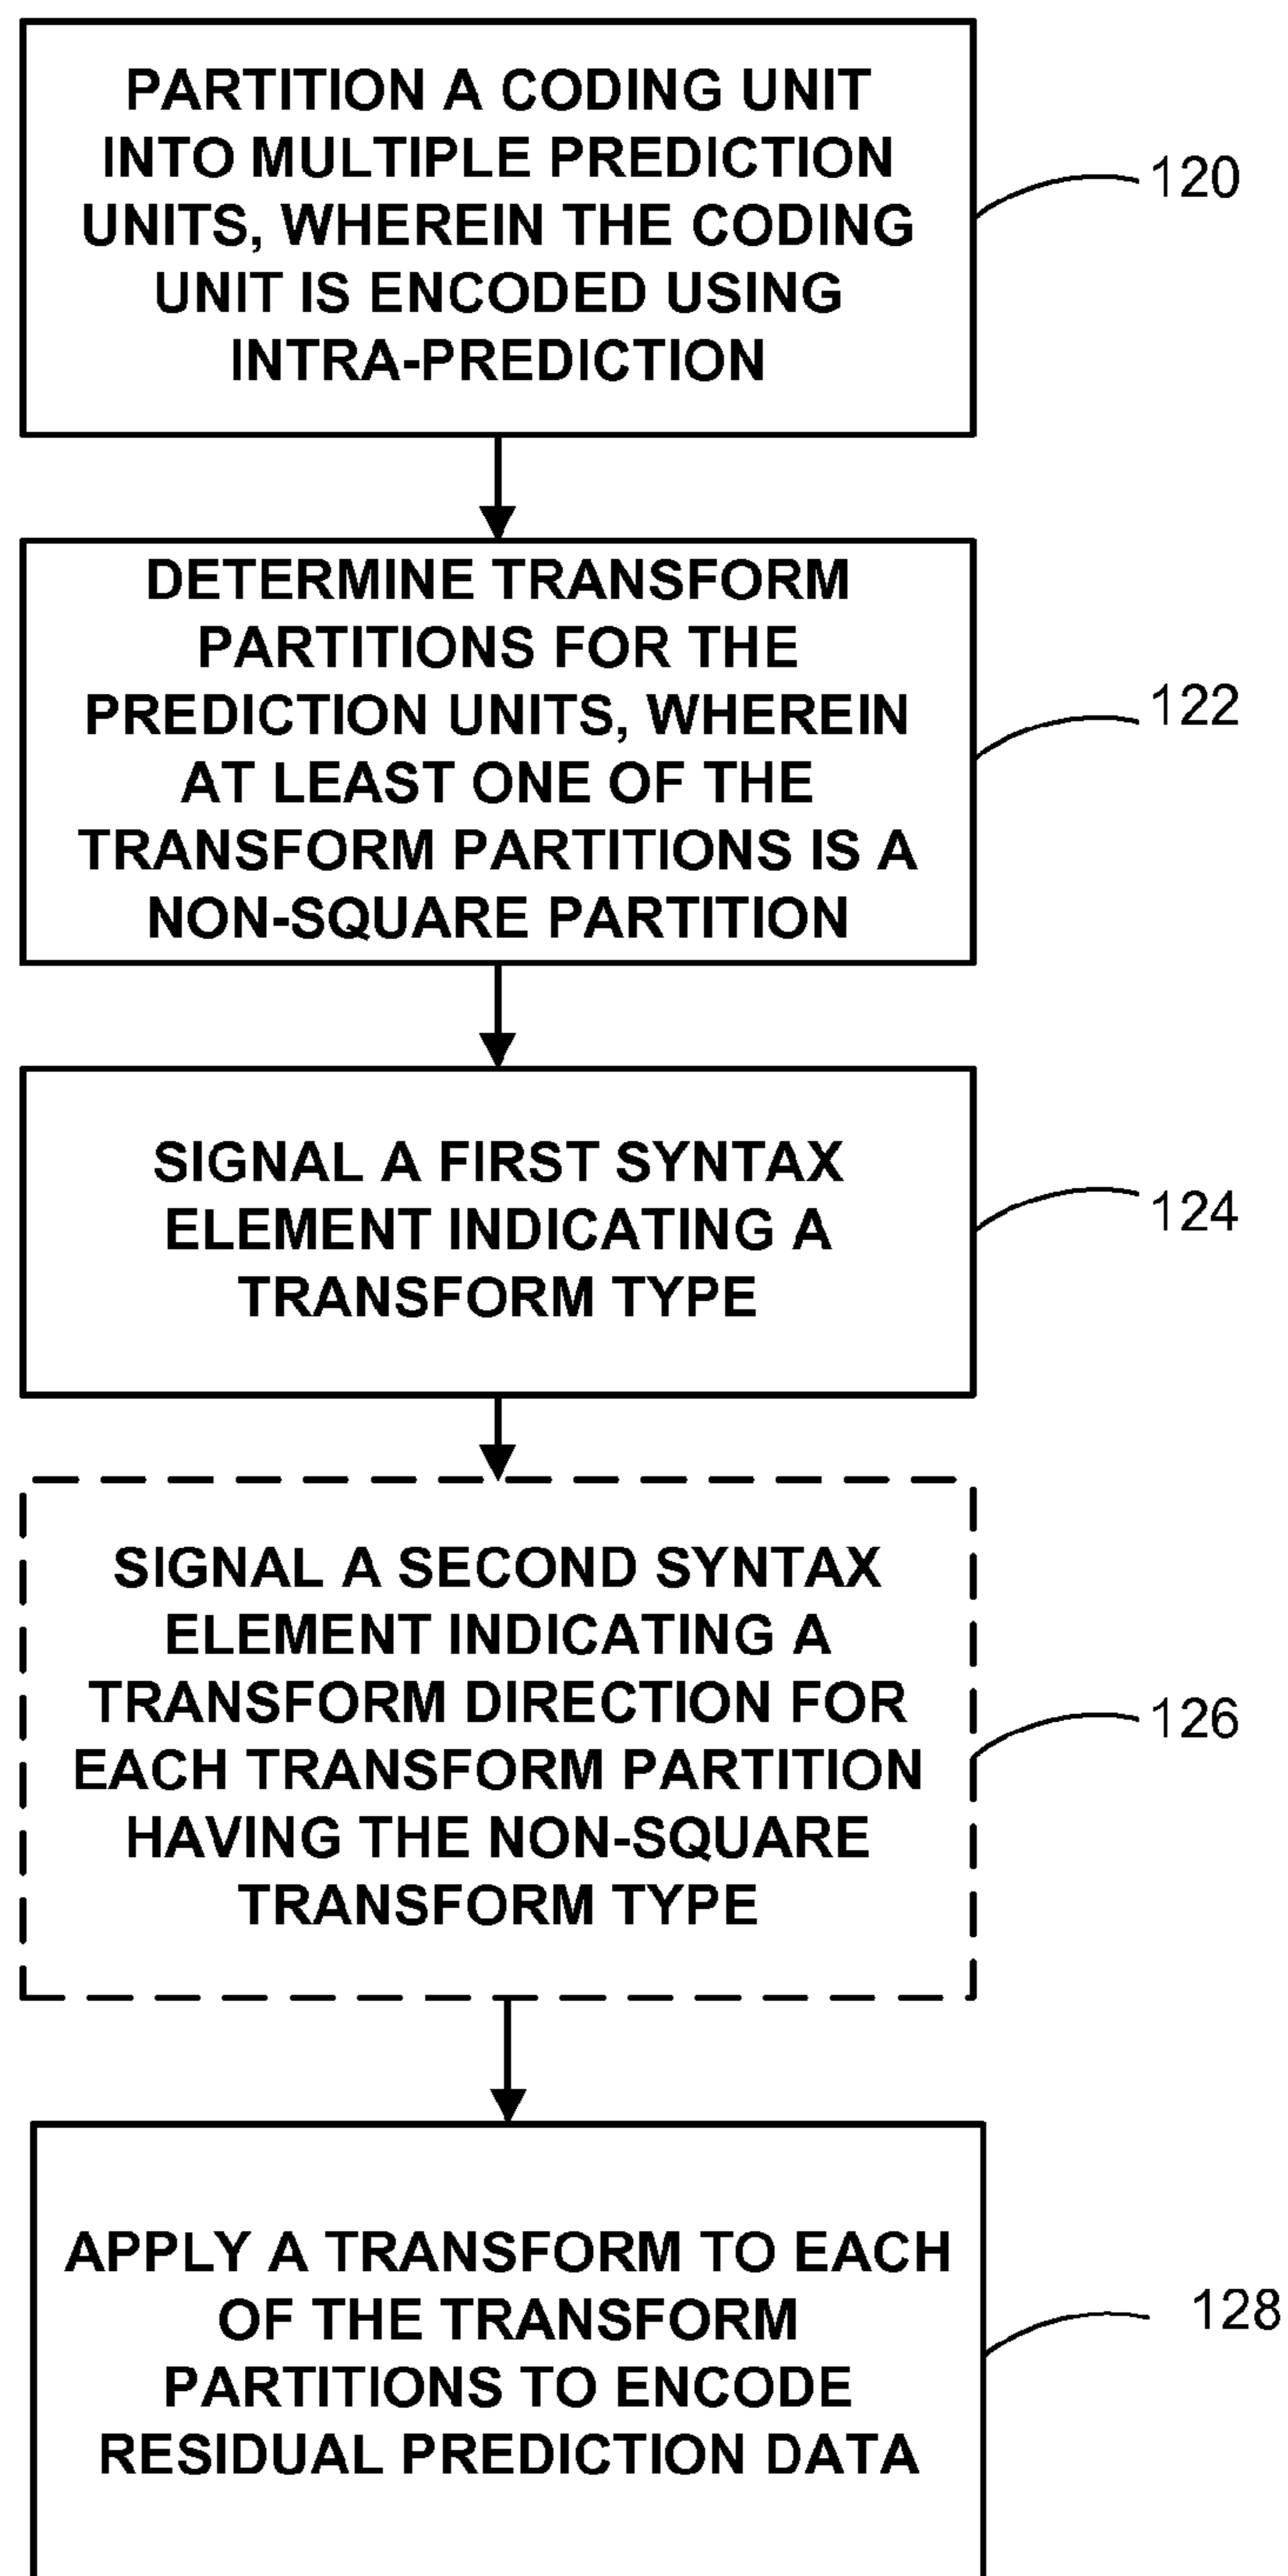 PARTITION A CODING UNIT
INTO MULTIPLE PREDICTION
UNITS, WHEREIN THE CODING
UNIT IS ENCODED USING
INTRA-PREDICTION
120
DETERMINE TRANSFORM
PARTITIONS FOR THE
PREDICTION UNITS, WHEREIN
AT LEAST ONE OF THE
TRANSFORM PARTITIONS IS A
NON-SQUARE PARTITION
122
SIGNAL A FIRST SYNTAX
ELEMENT INDICATING A
TRANSFORM TYPE
124
SIGNAL A SECOND SYNTAX
ELEMENT INDICATING A
TRANSFORM DIRECTION FOR
EACH TRANSFORM PARTITION
HAVING THE NON-SQUARE
TRANSFORM TYPE
126
APPLY A TRANSFORM TO EACH
OF THE TRANSFORM
PARTITIONS TO ENCODE
RESIDUAL PREDICTION DATA
128